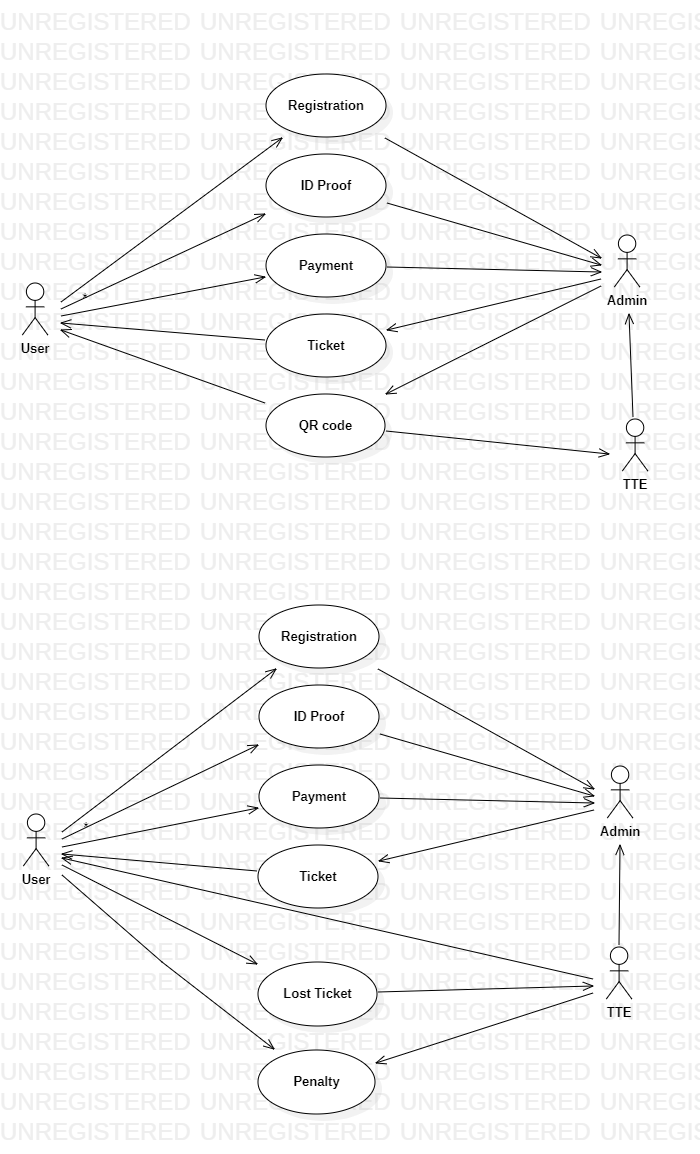 UNREGISTERED UNREGISTERED UNREGISTERED UNREGIS
Registration
ID Proof
Payment
Ticket
QR code
User
*
Admin
TTE
Registration
ID Proof
Payment
Ticket
Lost Ticket
Penalty
User
*
Admin
TTE